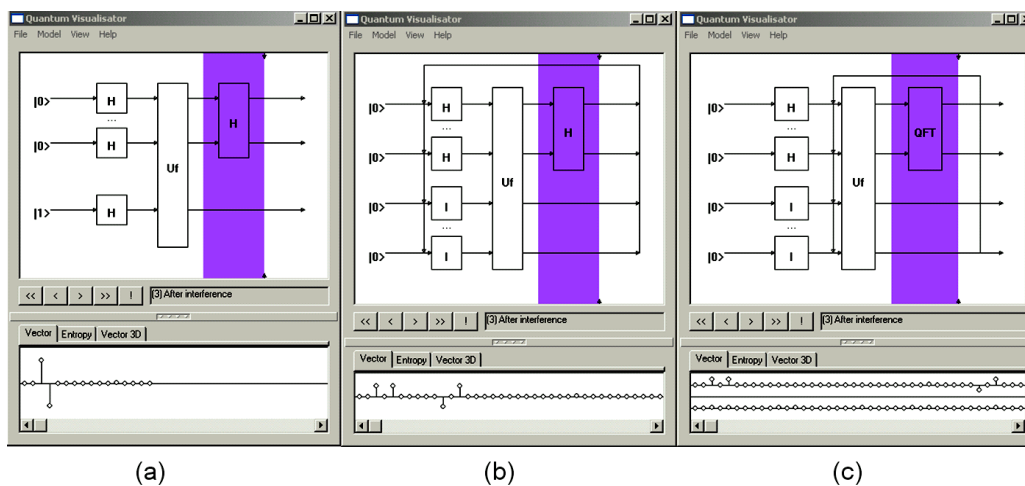 Quantum Visualisator
File Model View Help
|0> H
...
|0> H
Uf
H
|1> H
<< < > >> ! (3) After interference
Vector Entropy Vector 3D
(a)
Quantum Visualisator
File Model View Help
|0> H
...
|0> H
Uf
H
|0> I
...
|0> I
<< < > >> ! (3) After interference
Vector Entropy Vector 3D
(b)
Quantum Visualisator
File Model View Help
|0> H
...
|0> H
Uf
QFT
|0> I
...
|0> I
<< < > >> ! (3) After interference
Vector Entropy Vector 3D
(c)